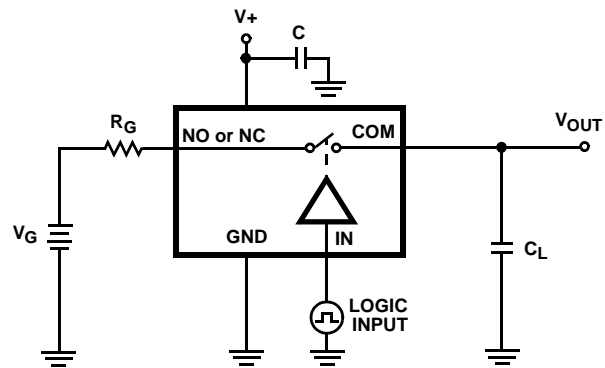 V+
C
RG
NO or NC
COM
VOUT
VG
GND
IN
CL
LOGIC
INPUT